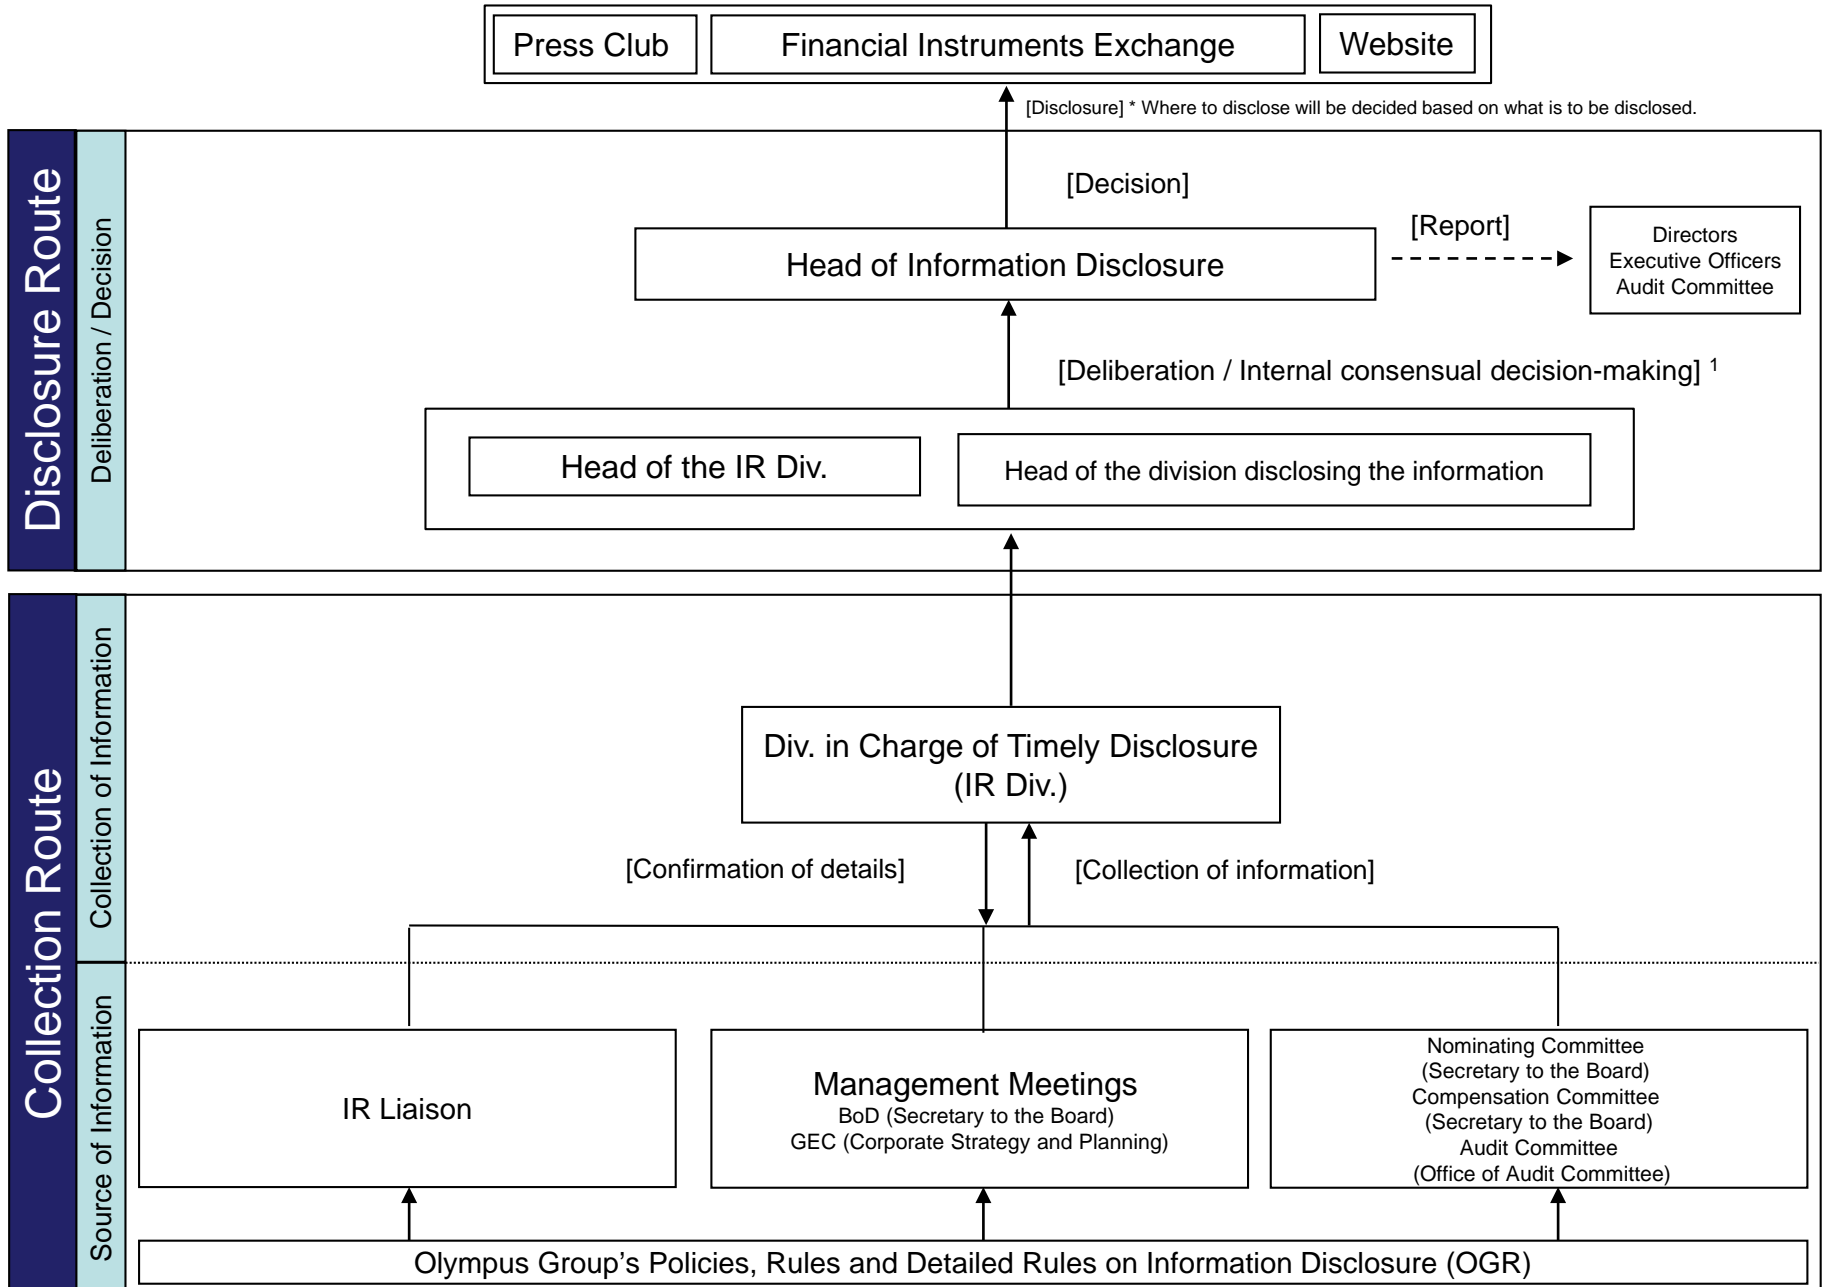 Press Club
Financial Instruments Exchange
Website
[Disclosure] * Where to disclose will be decided based on what is to be disclosed.
Disclosure Route
Deliberation / Decision
[Decision]
Head of Information Disclosure
[Report]
Directors
Executive Officers
Audit Committee
[Deliberation / Internal consensual decision-making] 1
Head of the IR Div.
Head of the division disclosing the information
Collection Route
Collection of Information
Div. in Charge of Timely Disclosure
(IR Div.)
[Confirmation of details]
[Collection of information]
Source of Information
IR Liaison
Management Meetings
BoD (Secretary to the Board)
GEC (Corporate Strategy and Planning)
Nominating Committee
(Secretary to the Board)
Compensation Committee
(Secretary to the Board)
Audit Committee
(Office of Audit Committee)
Olympus Group’s Policies, Rules and Detailed Rules on Information Disclosure (OGR)